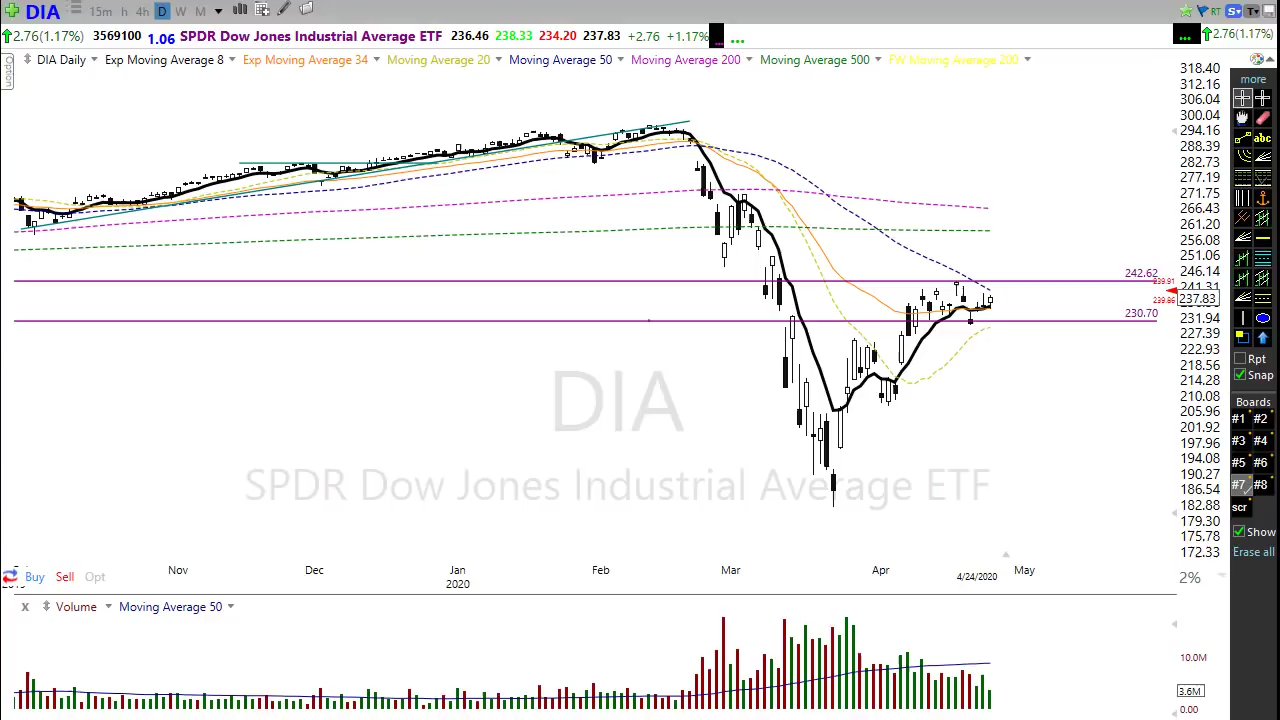 DIA 15m h 4h D W M RT S T
2.76(1.17%) 3569100 1.06 SPDR Dow Jones Industrial Average ETF 236.46 238.33 234.20 237.83 +2.76 +1.17% ... ... 2.76(1.17%)
Option
DIA Daily Exp Moving Average 8 Exp Moving Average 34 Moving Average 20 Moving Average 50 Moving Average 200 Moving Average 500 FW Moving Average 200
318.40
312.16
306.04
300.04
294.16
288.39
282.73
277.19
271.75
266.43
261.20
256.08
251.06
246.14
242.62
239.91
241.31
237.83
239.86
230.70
231.94
227.39
222.93
218.56
214.28
210.08
205.96
201.92
197.96
194.08
190.27
186.54
182.88
179.30
175.78
172.33
DIA
SPDR Dow Jones Industrial Average ETF
more
abc
Rpt
Snap
Boards
#1 #2
#3 #4
#5 #6
#7 #8
scr
Show
Erase all
Nov Dec Jan Feb Mar Apr May
2020 4/24/2020
Buy Sell Opt
2%
x Volume Moving Average 50
10.0M
3.6M
0.00